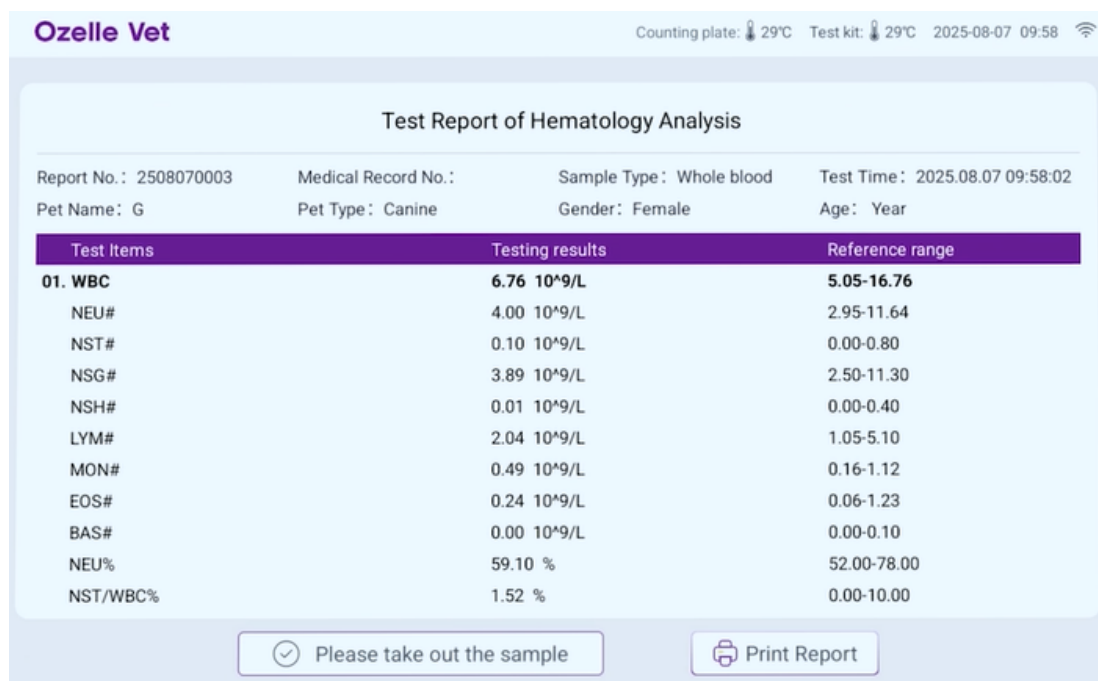 Ozelle Vet
Counting plate: 29℃ Test kit: 29℃ 2025-08-07 09:58
Test Report of Hematology Analysis
Report No.: 2508070003 Medical Record No.: Sample Type: Whole blood Test Time: 2025.08.07 09:58:02
Pet Name: G Pet Type: Canine Gender: Female Age: Year
Test Items Testing results Reference range
01. WBC 6.76 10^9/L 5.05-16.76
NEU# 4.00 10^9/L 2.95-11.64
NST# 0.10 10^9/L 0.00-0.80
NSG# 3.89 10^9/L 2.50-11.30
NSH# 0.01 10^9/L 0.00-0.40
LYM# 2.04 10^9/L 1.05-5.10
MON# 0.49 10^9/L 0.16-1.12
EOS# 0.24 10^9/L 0.06-1.23
BAS# 0.00 10^9/L 0.00-0.10
NEU% 59.10 % 52.00-78.00
NST/WBC% 1.52 % 0.00-10.00
Please take out the sample Print Report